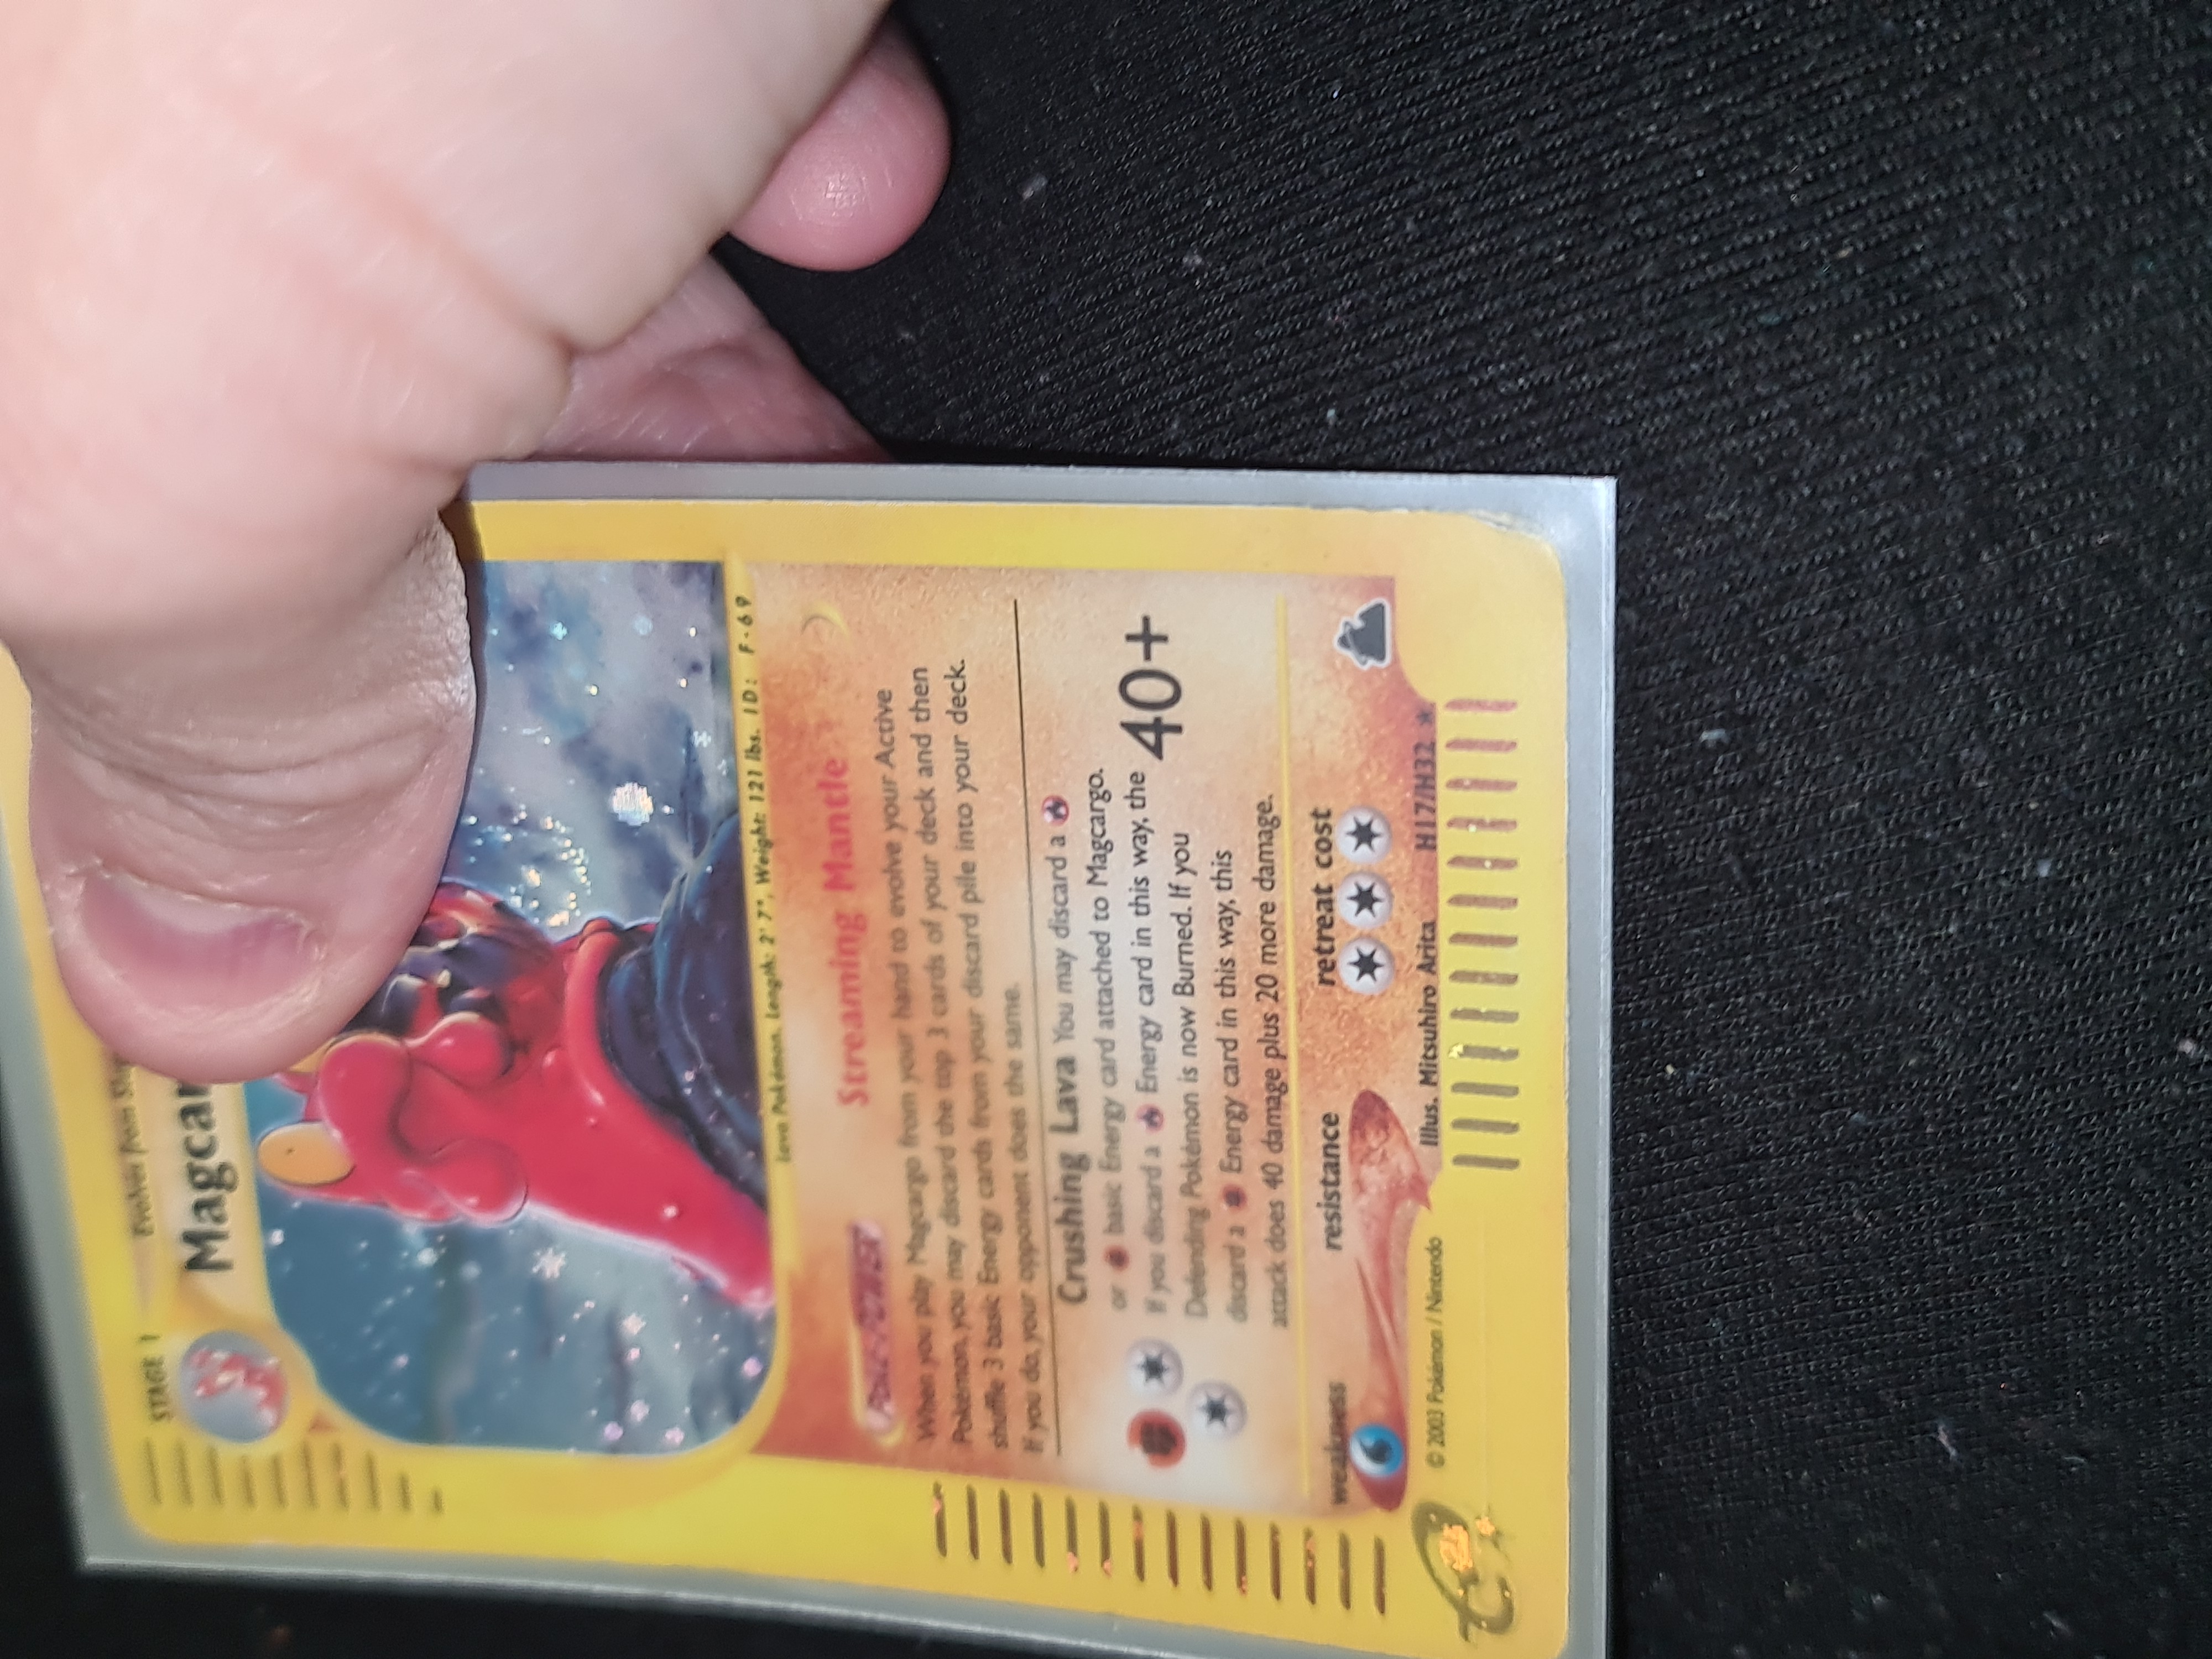 STAGE 1
Evolves from
Magcar
Lava Pokémon. Length: 2' 7", Weight: 121 lbs. ID: F-69
POKé-POWER Streaming Mantle
When you play Magcargo from your hand to evolve your Active
Pokémon, you may discard the top 3 cards of your deck and then
shuffle 3 basic Energy cards from your discard pile into your deck.
If you do, your opponent does the same.
Crushing Lava You may discard a
or basic Energy card attached to Magcargo.
If you discard a Energy card in this way, the
Defending Pokémon is now Burned. If you
discard a Energy card in this way, this
attack does 40 damage plus 20 more damage.
40+
weakness resistance retreat cost
Illus. Mitsuhiro Arita H17/H32 ★
© 2003 Pokémon / Nintendo
e